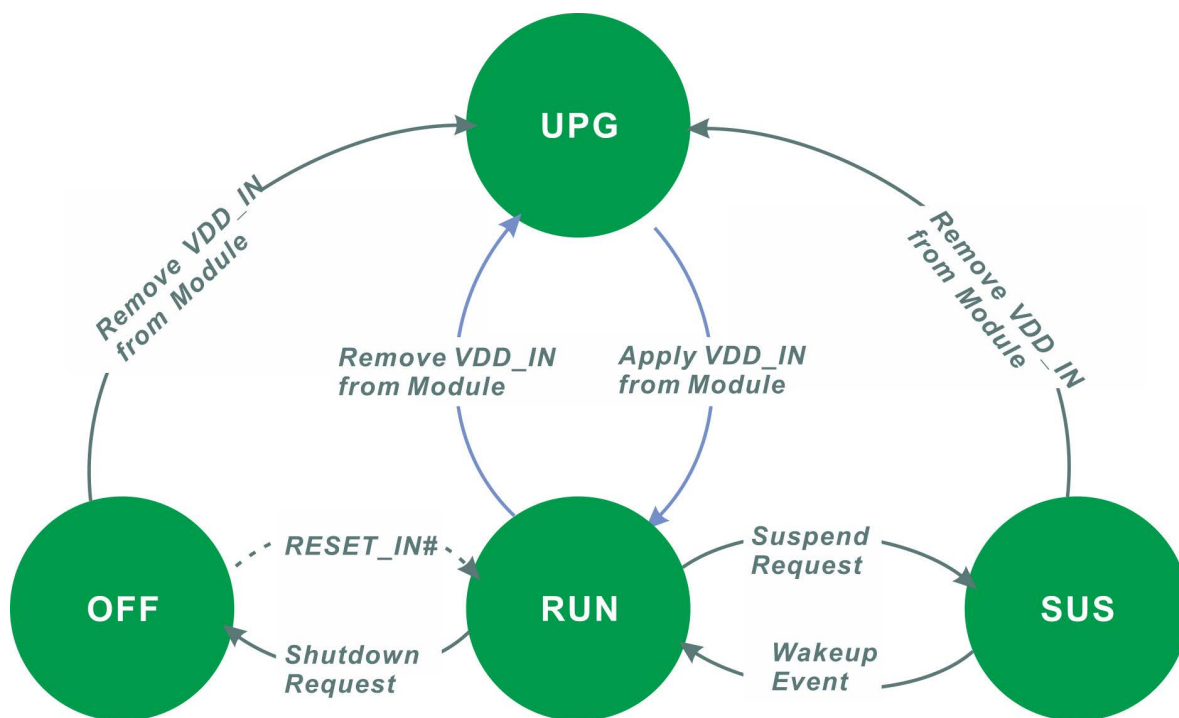 UPG
Remove VDD_IN
from Module
Remove VDD_IN
from Module
Remove VDD_IN
from Module
Apply VDD_IN
from Module
RESET_IN#
Suspend
Request
OFF
RUN
SUS
Shutdown
Request
Wakeup
Event